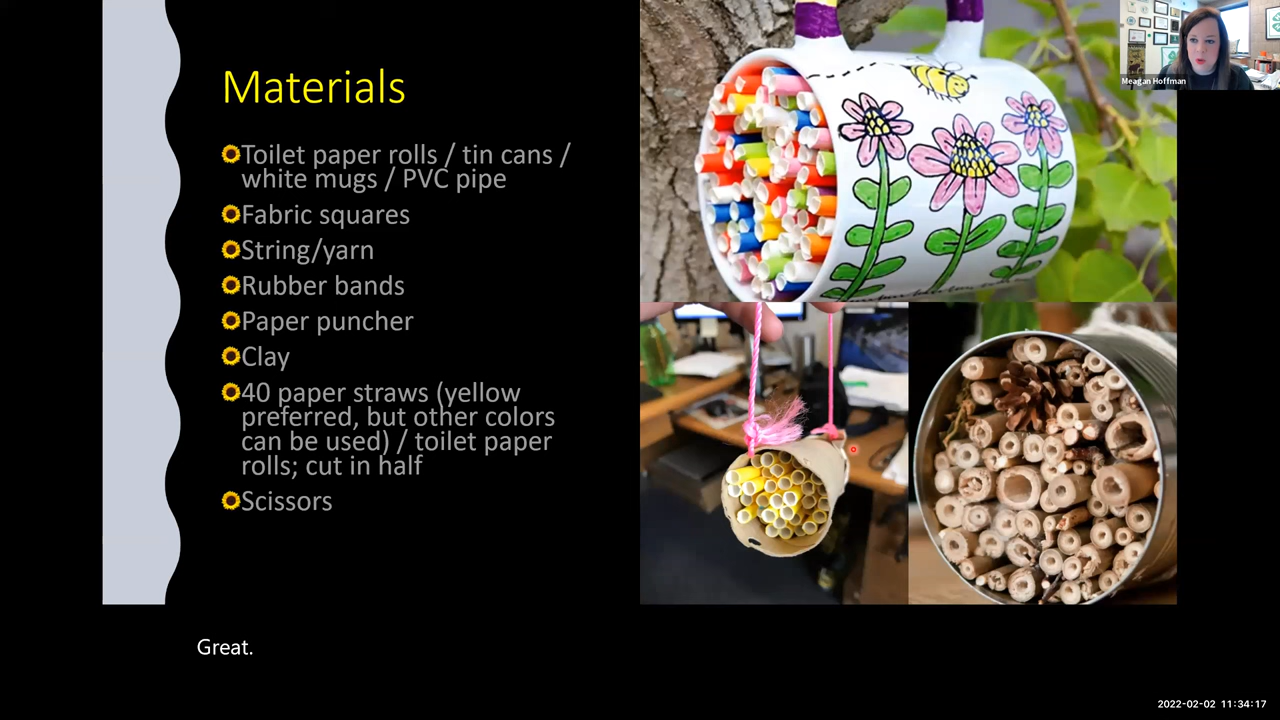 Materials
Toilet paper rolls / tin cans /
white mugs / PVC pipe
Fabric squares
String/yarn
Rubber bands
Paper puncher
Clay
40 paper straws (yellow
preferred, but other colors
can be used) / toilet paper
rolls; cut in half
Scissors
Meagan Hoffman
Great.
2022-02-02 11:34:17